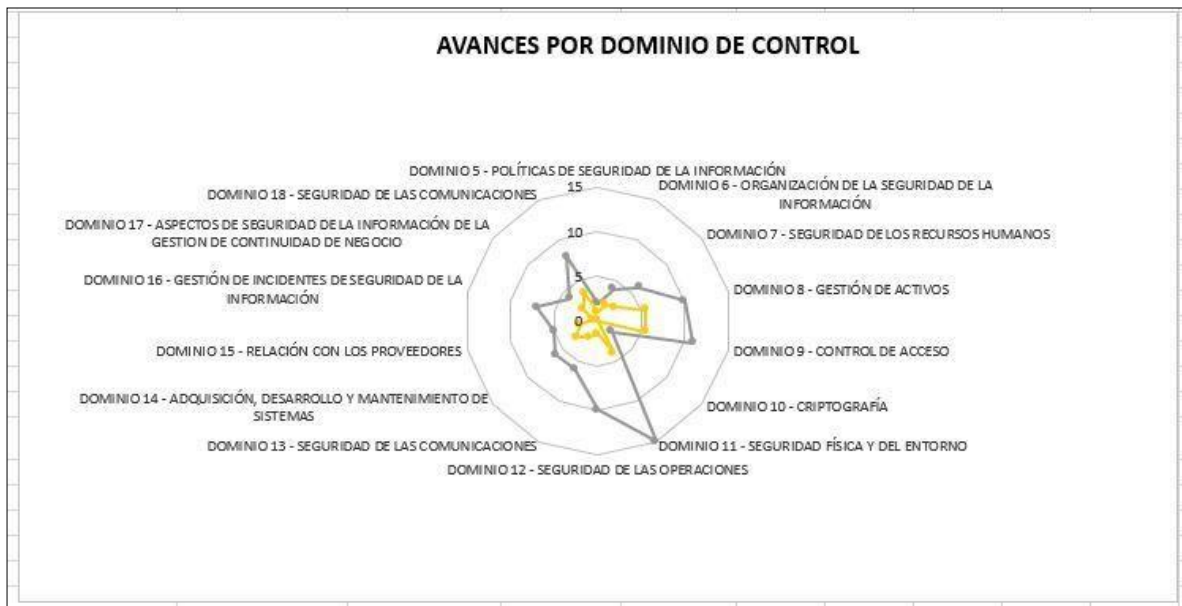 AVANCES POR DOMINIO DE CONTROL
DOMINIO 5 - POLÍTICAS DE SEGURIDAD DE LA INFORMACIÓN
DOMINIO 6 - ORGANIZACIÓN DE LA SEGURIDAD DE LA
INFORMACIÓN
DOMINIO 7 - SEGURIDAD DE LOS RECURSOS HUMANOS
DOMINIO 8 - GESTIÓN DE ACTIVOS
DOMINIO 9 - CONTROL DE ACCESO
DOMINIO 10 - CRIPTOGRAFÍA
DOMINIO 11 - SEGURIDAD FÍSICA Y DEL ENTORNO
DOMINIO 12 - SEGURIDAD DE LAS OPERACIONES
DOMINIO 13 - SEGURIDAD DE LAS COMUNICACIONES
DOMINIO 14 - ADQUISICIÓN, DESARROLLO Y MANTENIMIENTO DE
SISTEMAS
DOMINIO 15 - RELACIÓN CON LOS PROVEEDORES
DOMINIO 16 - GESTIÓN DE INCIDENTES DE SEGURIDAD DE LA
INFORMACIÓN
DOMINIO 17 - ASPECTOS DE SEGURIDAD DE LA INFORMACIÓN DE LA
GESTION DE CONTINUIDAD DE NEGOCIO
DOMINIO 18 - SEGURIDAD DE LAS COMUNICACIONES
15
10
5
0